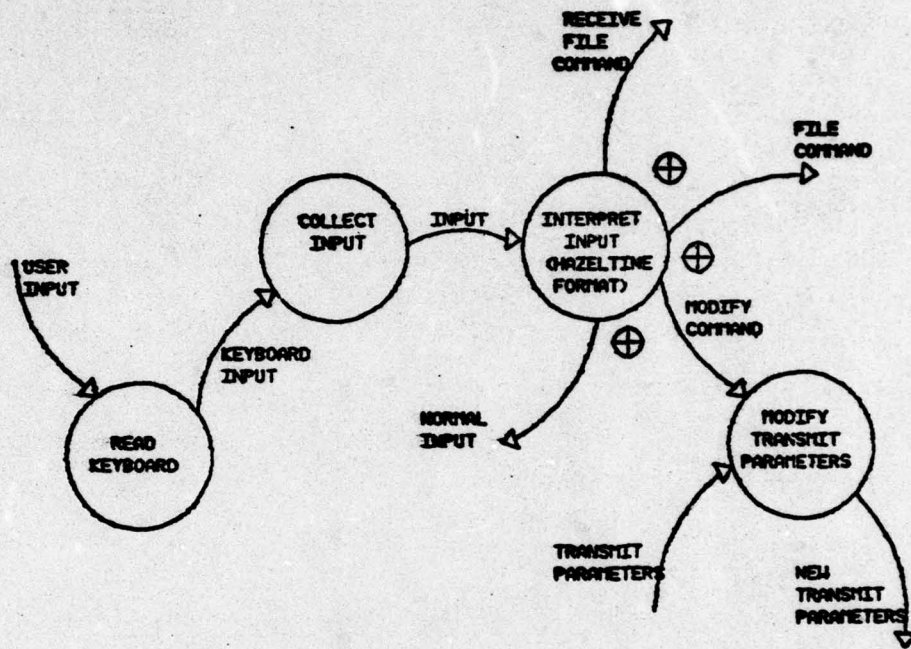 RECEIVE
FILE
COMMAND
FILE
COMMAND
COLLECT
INPUT
INPUT
INTERPRET
INPUT
(HAZELTINE
FORMAT)
USER
INPUT
MODIFY
COMMAND
KEYBOARD
INPUT
NORMAL
INPUT
MODIFY
TRANSMIT
PARAMETERS
READ
KEYBOARD
TRANSMIT
PARAMETERS
NEW
TRANSMIT
PARAMETERS